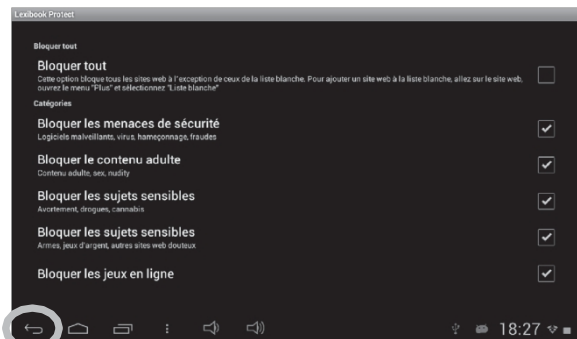 Lexibook Protect
Bloquer tout
Bloquer tout
Cette option bloque tous les sites web à l'exception de ceux de la liste blanche. Pour ajouter un site web à la liste blanche, allez sur le site web,
ouvrez le menu "Plus" et sélectionnez "Liste blanche"
Catégories
Bloquer les menaces de sécurité
Logiciels malveillants, virus, hameçonnage, fraudes
Bloquer le contenu adulte
Contenu adulte, sex, nudity
Bloquer les sujets sensibles
Avortement, drogues, cannabis
Bloquer les sujets sensibles
Armes, jeux d'argent, autres sites web douteux
Bloquer les jeux en ligne
18:27